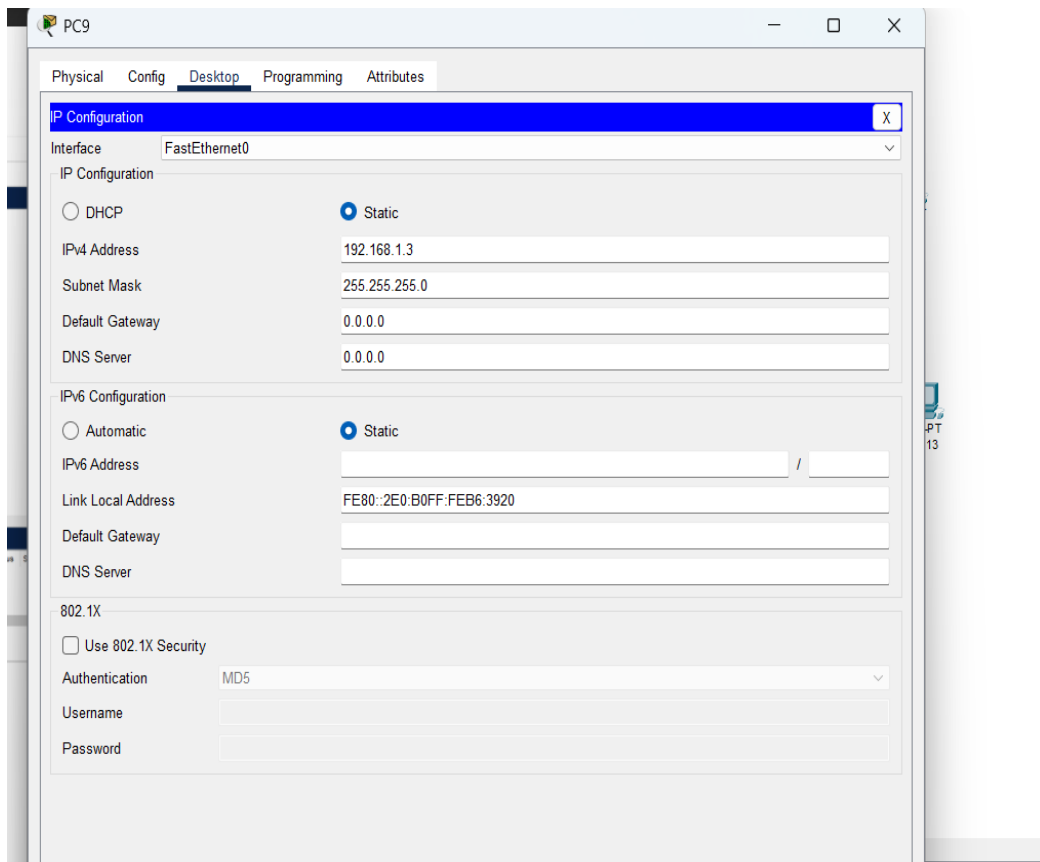 PC9
Physical Config Desktop Programming Attributes
IP Configuration X
Interface FastEthernet0
IP Configuration
DHCP Static
IPv4 Address 192.168.1.3
Subnet Mask 255.255.255.0
Default Gateway 0.0.0.0
DNS Server 0.0.0.0
IPv6 Configuration
Automatic Static
IPv6 Address /
Link Local Address FE80::2E0:B0FF:FEB6:3920
Default Gateway
DNS Server
802.1X
Use 802.1X Security
Authentication MD5
Username
Password
PT
13